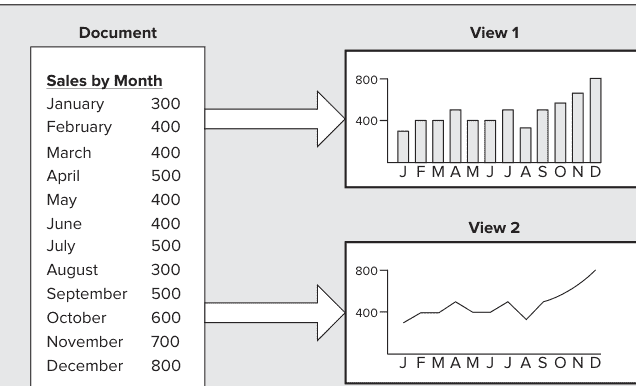 Document
Sales by Month
January 300
February 400
March 400
April 500
May 400
June 400
July 500
August 300
September 500
October 600
November 700
December 800
View 1
800
400
J F M A M J J A S O N D
View 2
800
400
J F M A M J J A S O N D